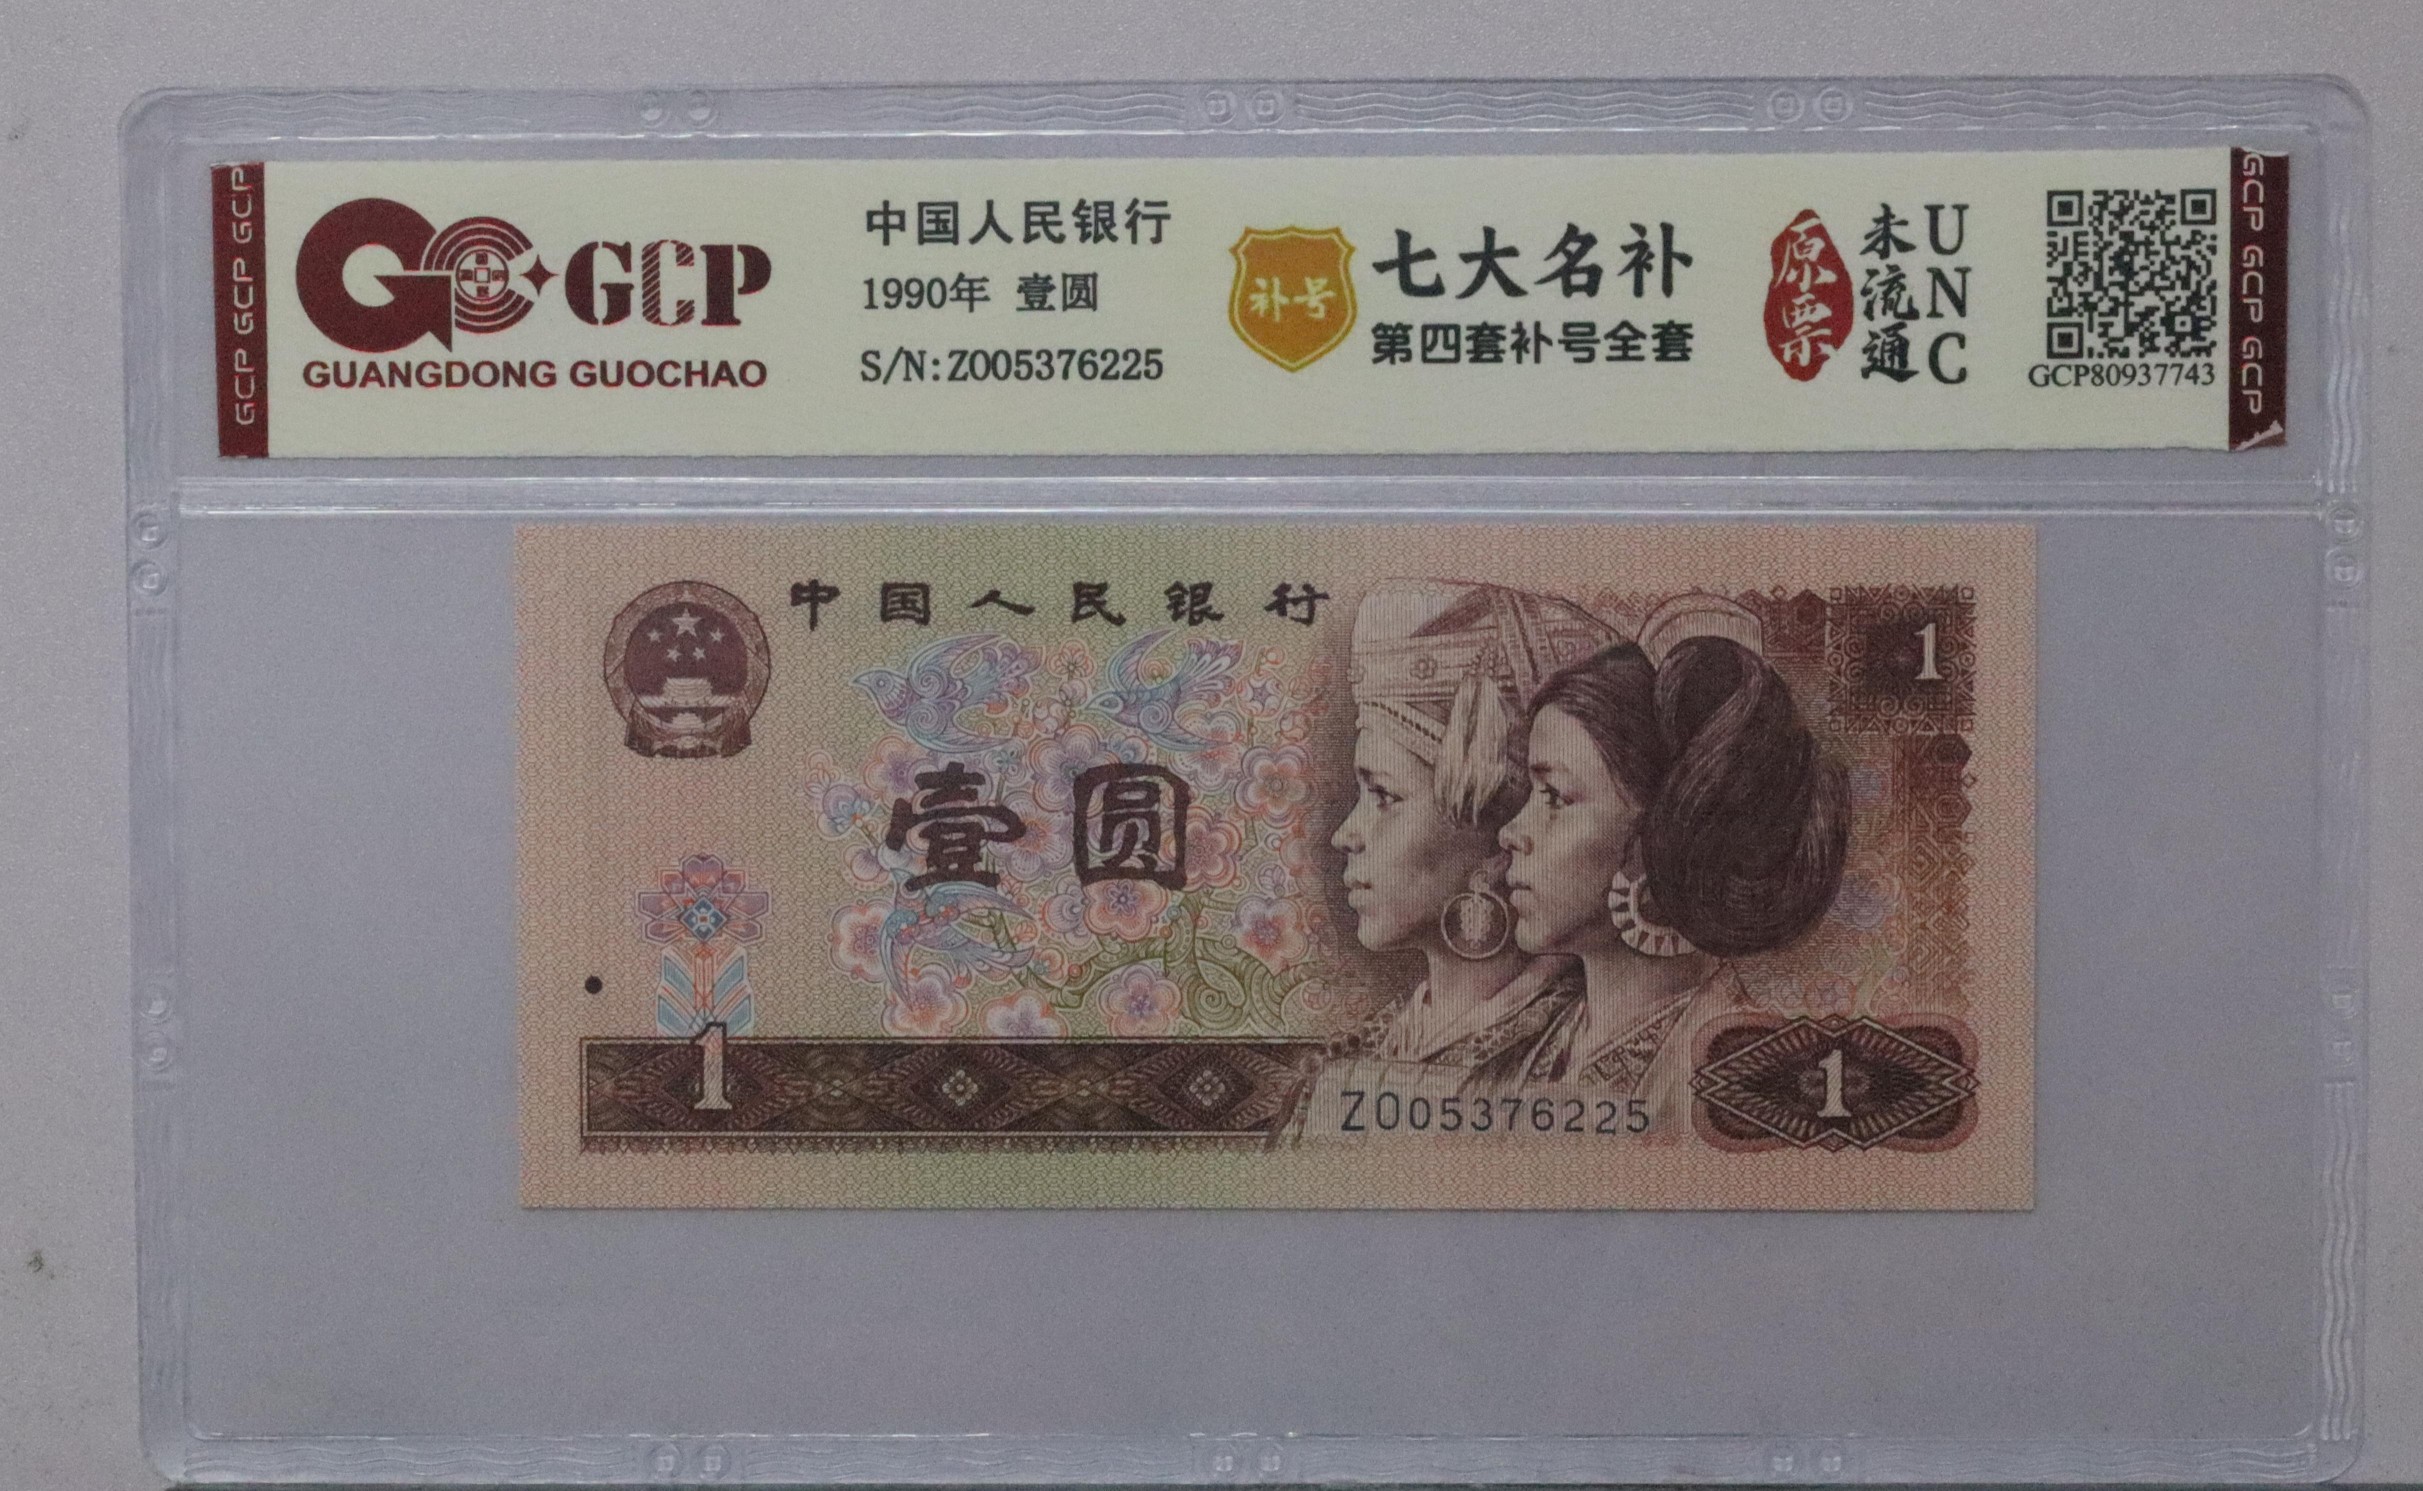 GCP GCP GCP
GCP
GUANGDONG GUOCHAO
中国人民银行
1990年 壹圆
S/N:ZOO5376225
补号
七大名补
第四套补号全套
原票
未流通
UNC
GCP80937743
GCP GCP GCP
中国人民银行
1
壹圆
1
ZOO5376225
1